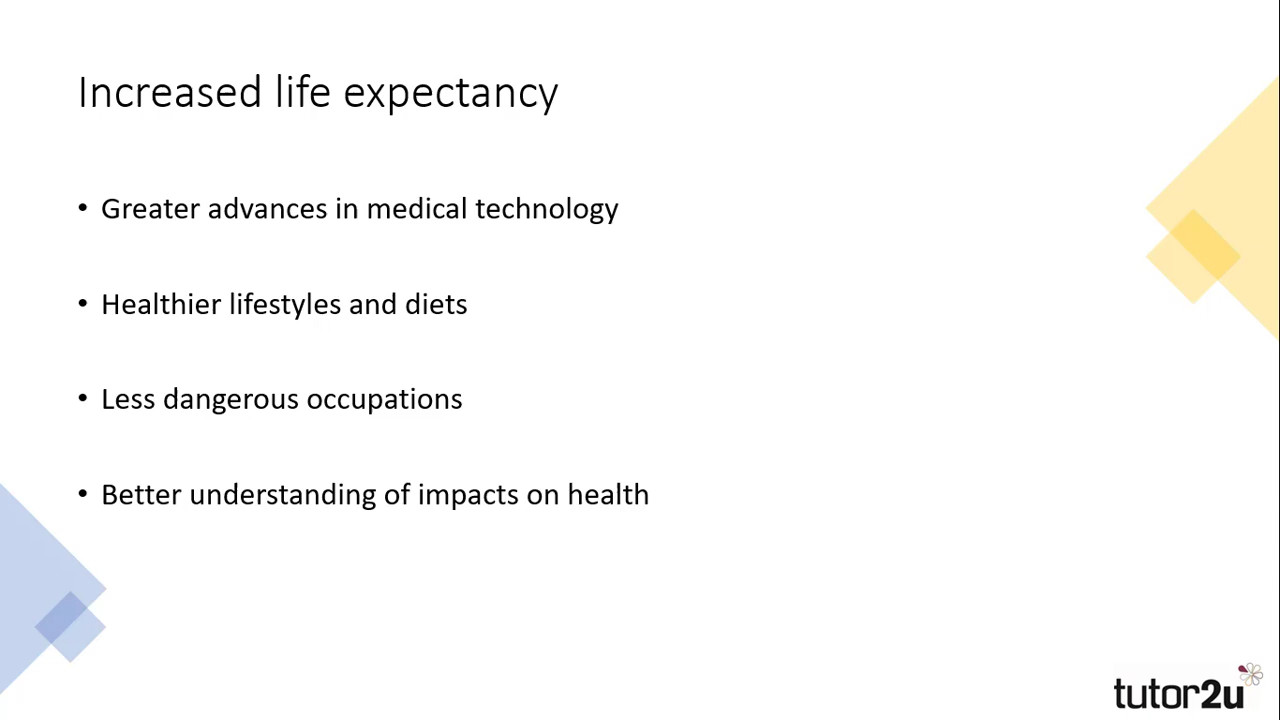 Increased life expectancy
• Greater advances in medical technology
• Healthier lifestyles and diets
• Less dangerous occupations
• Better understanding of impacts on health
tutor2u